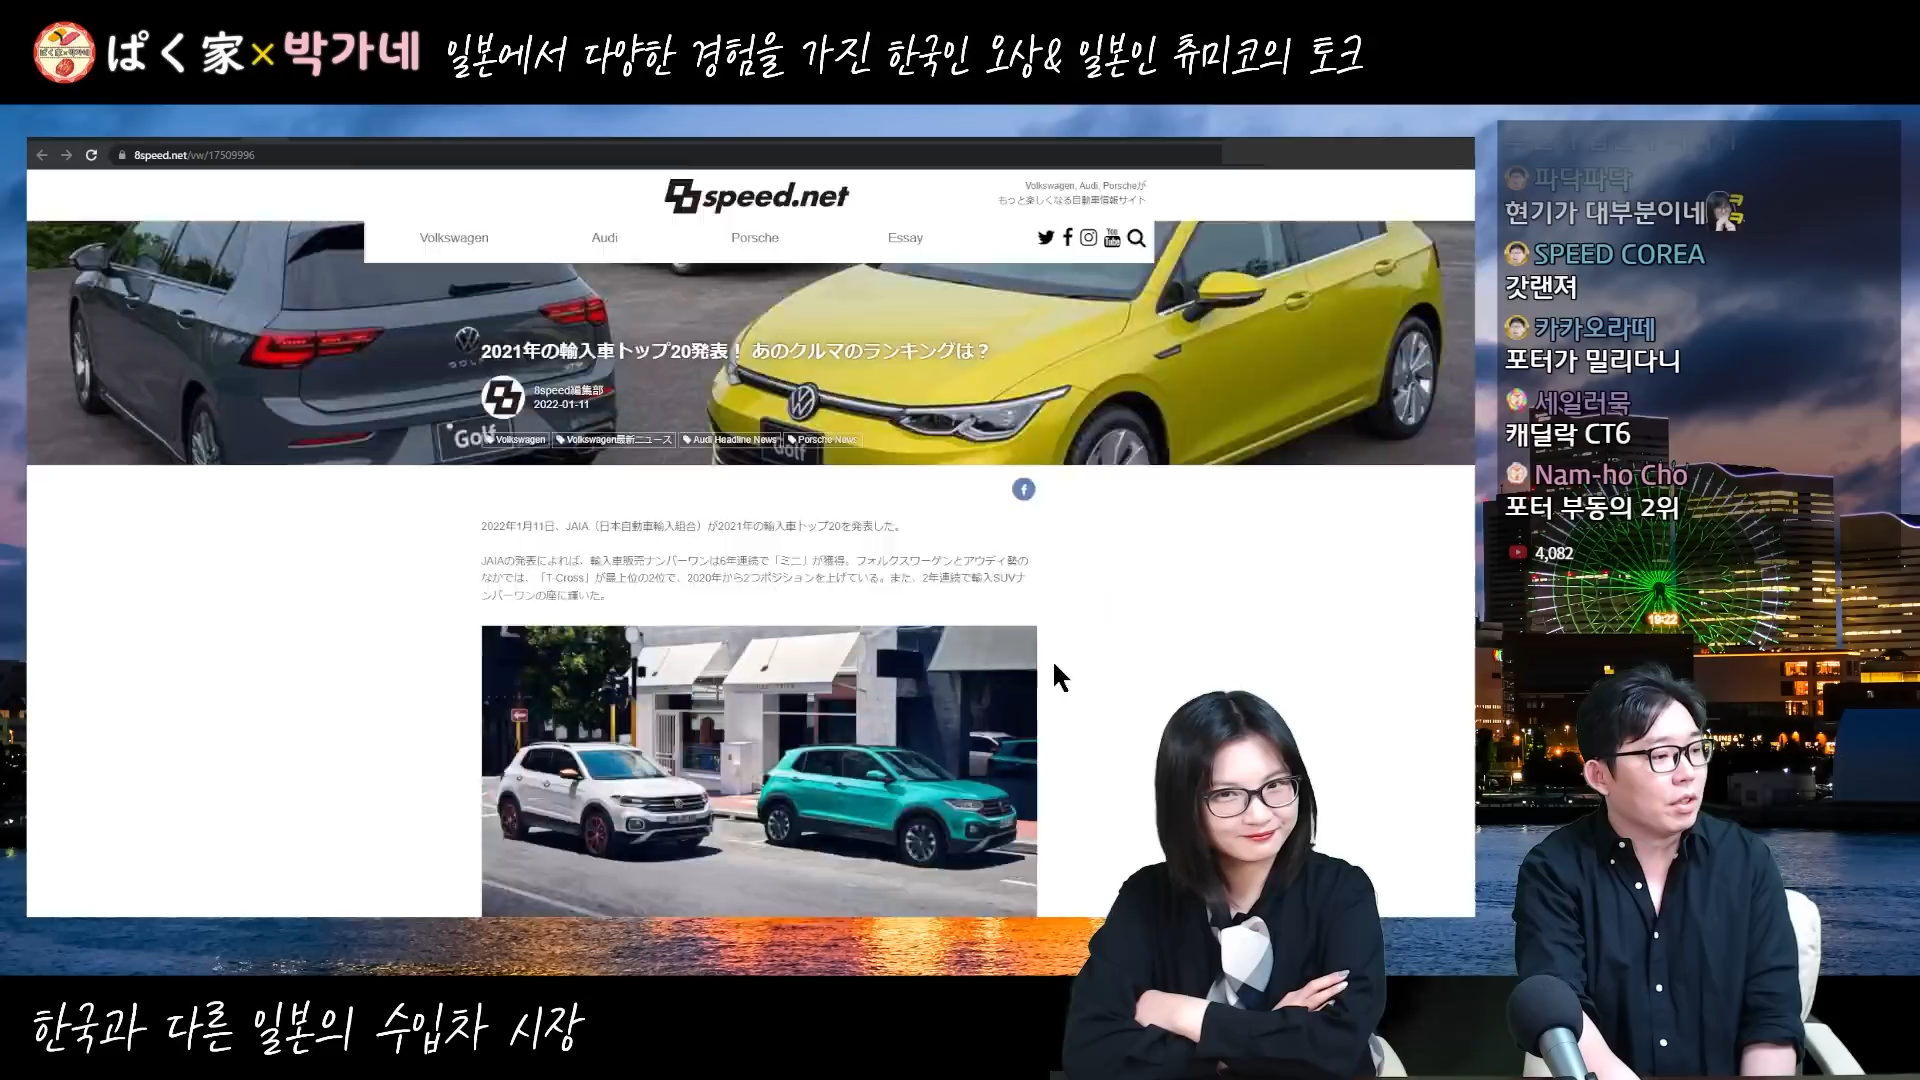 ぱく家×박가네 일본에서 다양한 경험을 가진 한국인 오상& 일본인 츄미코의 토크
8speed.net/vw/17509996
speed.net
Volkswagen, Audi, Porscheが
もっと楽しくなる自動車情報サイト
Volkswagen Audi Porsche Essay
2021年の輸入車トップ20発表！ あのクルマのランキングは？
8speed編集部
2022-01-11
Volkswagen Volkswagen最新ニュース Audi Headline News Porsche News
Golf
Golf
2022年1月11日、JAIA（日本自動車輸入組合）が2021年の輸入車トップ20を発表した。
JAIAの発表によれば、輸入車販売ナンバーワンは6年連続で「ミニ」が獲得。フォルクスワーゲンとアウディ勢の
なかでは、「T-Cross」が最上位の2位で、2020年から2つポジションを上げている。また、2年連続で輸入SUVナ
ンバーワンの座に輝いた。
파닥파닥
현기가 대부분이네
SPEED COREA
갓랜져
카카오라떼
포터가 밀리다니
세일러묵
캐딜락 CT6
Nam-ho Cho
포터 부동의 2위
4,082
19:22
한국과 다른 일본의 수입차 시장